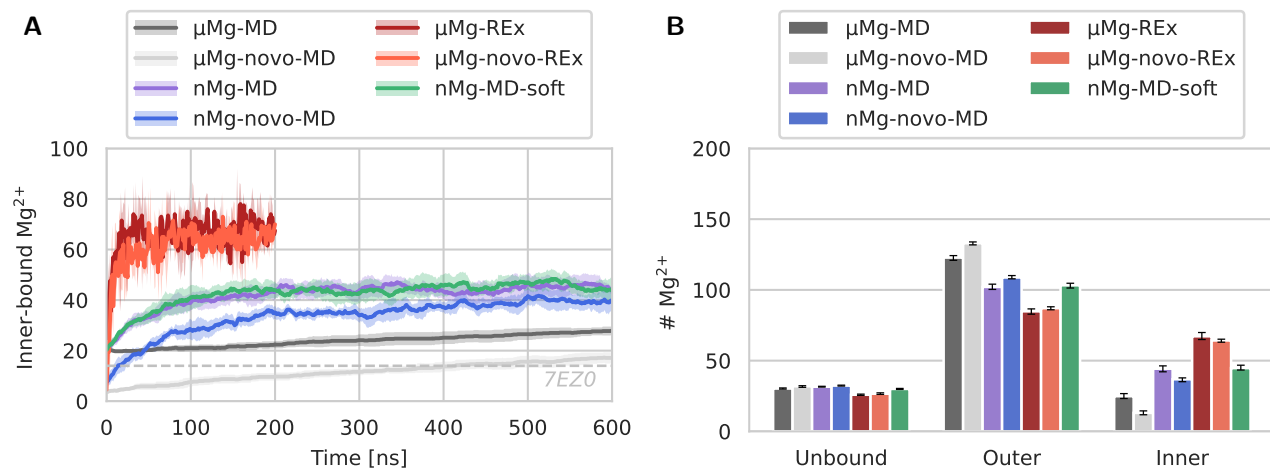 A
µMg-MD
µMg-novo-MD
nMg-MD
nMg-novo-MD
µMg-REx
µMg-novo-REx
nMg-MD-soft
Inner-bound Mg²⁺
100
80
60
40
20
0
7EZ0
0 100 200 300 400 500 600
Time [ns]
B
µMg-MD
µMg-novo-MD
nMg-MD
nMg-novo-MD
µMg-REx
µMg-novo-REx
nMg-MD-soft
# Mg²⁺
200
150
100
50
0
Unbound Outer Inner